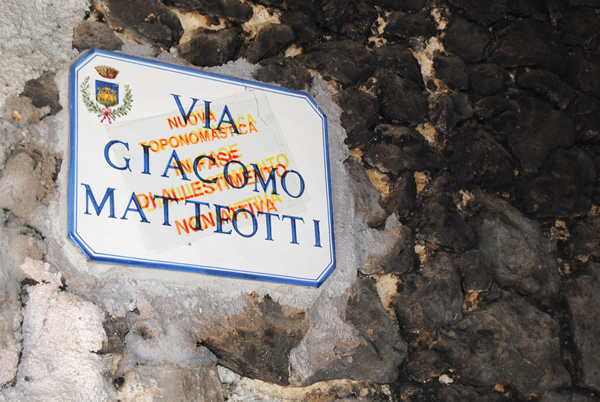 VIA
GIACOMO
MATTEOTTI
NUOVA
TOPONOMASTICA
IN FASE
DI ALLESTIMENTO
NON ATTIVA